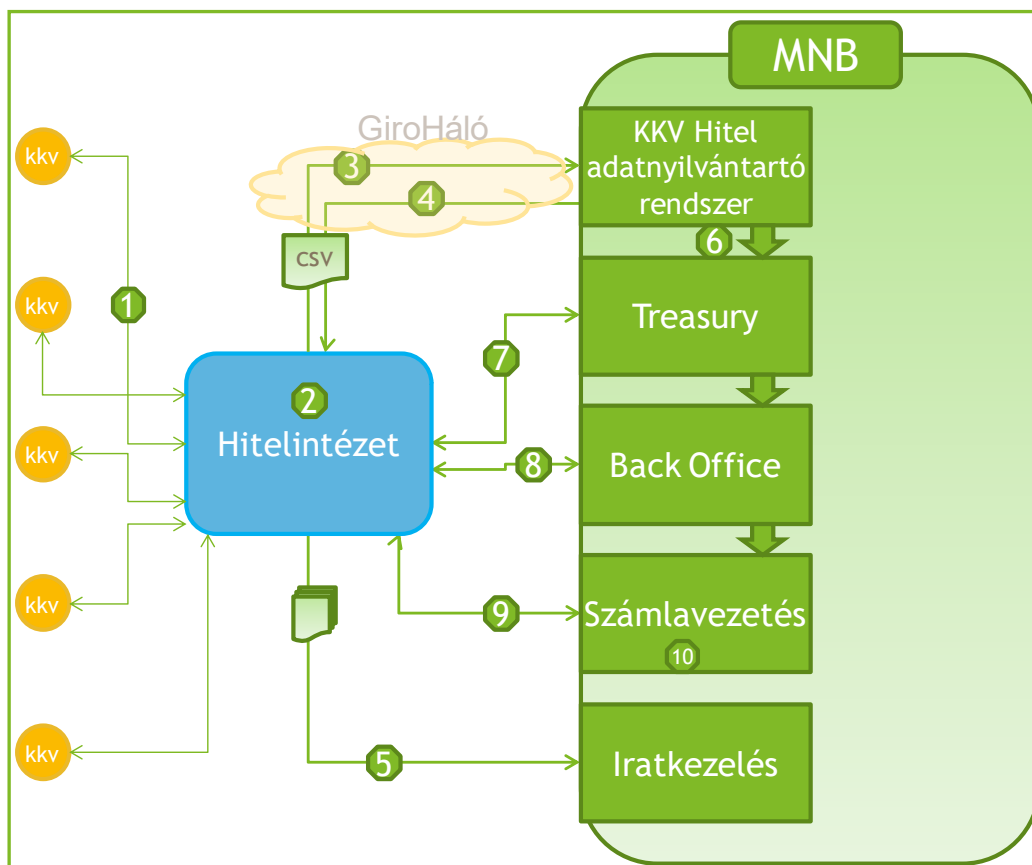 MNB
GiroHáló
kkv
3
KKV Hitel
adatnyilvántartó
rendszer
4
6
CSV
kkv
1
Treasury
7
2
Hitelintézet
kkv
8
Back Office
kkv
9
Számlavezetés
10
kkv
5
Iratkezelés